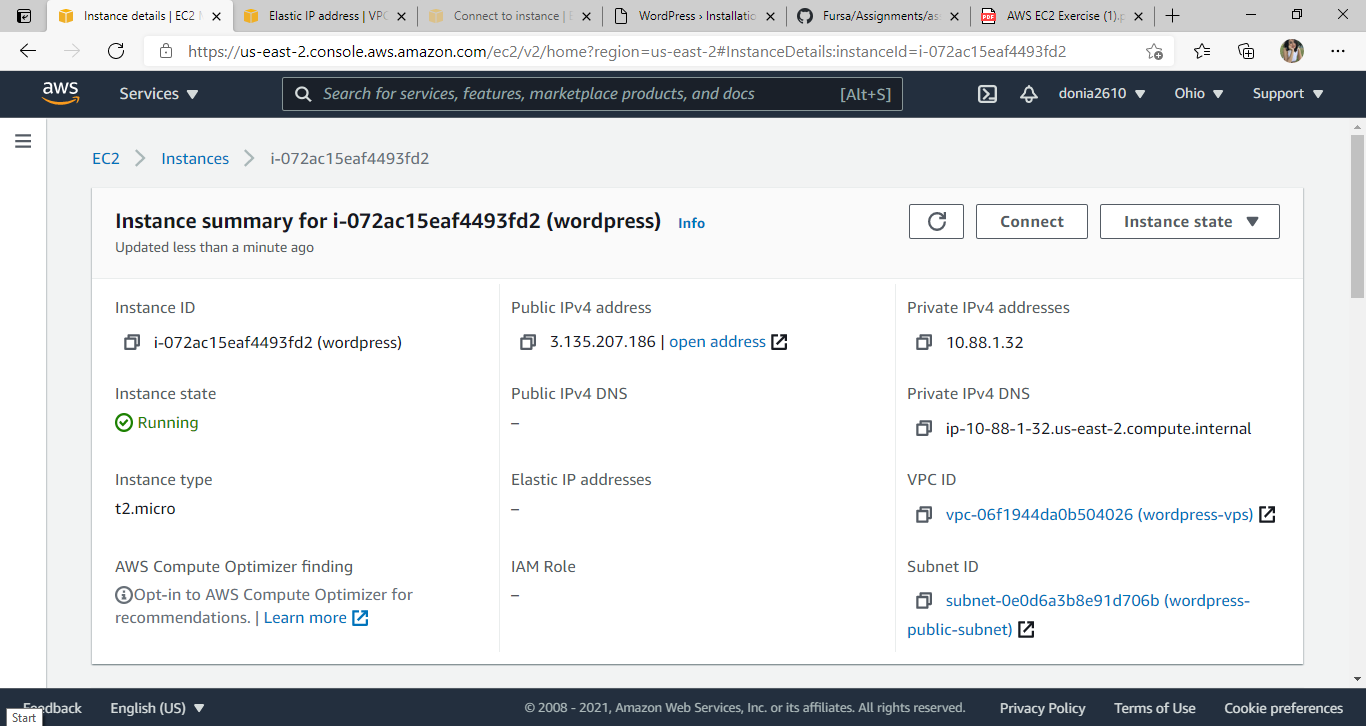 Instance details | EC2 M
Elastic IP address | VPC
Connect to instance | E
WordPress › Installatio
Fursa/Assignments/as
AWS EC2 Exercise (1).p
https://us-east-2.console.aws.amazon.com/ec2/v2/home?region=us-east-2#InstanceDetails:instanceId=i-072ac15eaf4493fd2
aws
Services
Search for services, features, marketplace products, and docs
[Alt+S]
donia2610
Ohio
Support
EC2
Instances
i-072ac15eaf4493fd2
Instance summary for i-072ac15eaf4493fd2 (wordpress) Info
Updated less than a minute ago
Connect
Instance state
Instance ID
i-072ac15eaf4493fd2 (wordpress)
Public IPv4 address
3.135.207.186 | open address
Private IPv4 addresses
10.88.1.32
Instance state
Running
Public IPv4 DNS
–
Private IPv4 DNS
ip-10-88-1-32.us-east-2.compute.internal
Instance type
t2.micro
Elastic IP addresses
–
VPC ID
vpc-06f1944da0b504026 (wordpress-vps)
AWS Compute Optimizer finding
Opt-in to AWS Compute Optimizer for
recommendations. | Learn more
IAM Role
–
Subnet ID
subnet-0e0d6a3b8e91d706b (wordpress-
public-subnet)
Feedback
Start
English (US)
© 2008 - 2021, Amazon Web Services, Inc. or its affiliates. All rights reserved.
Privacy Policy
Terms of Use
Cookie preferences